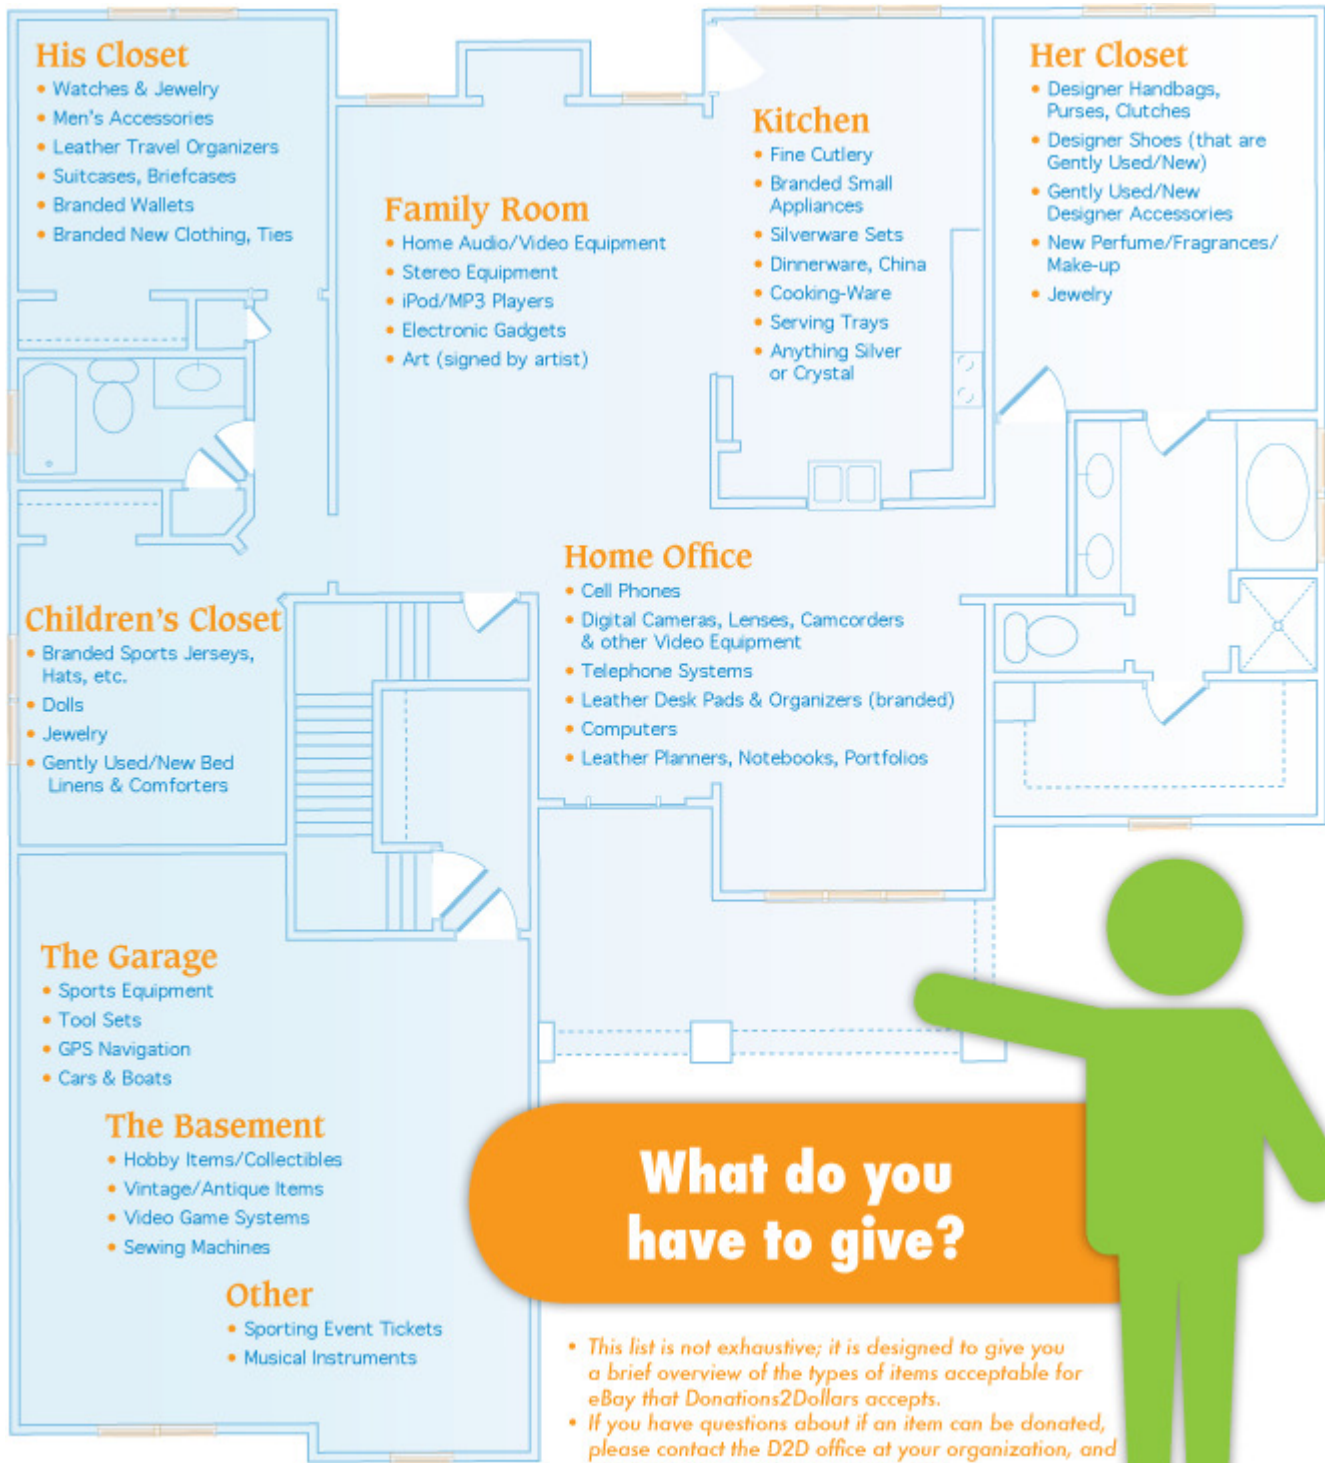 His Closet
• Watches & Jewelry
• Men's Accessories
• Leather Travel Organizers
• Suitcases, Briefcases
• Branded Wallets
• Branded New Clothing, Ties
Family Room
• Home Audio/Video Equipment
• Stereo Equipment
• iPod/MP3 Players
• Electronic Gadgets
• Art (signed by artist)
Kitchen
• Fine Cutlery
• Branded Small
Appliances
• Silverware Sets
• Dinnerware, China
• Cooking-Ware
• Serving Trays
• Anything Silver
or Crystal
Her Closet
• Designer Handbags,
Purses, Clutches
• Designer Shoes (that are
Gently Used/New)
• Gently Used/New
Designer Accessories
• New Perfume/Fragrances/
Make-up
• Jewelry
Home Office
• Cell Phones
• Digital Cameras, Lenses, Camcorders
& other Video Equipment
• Telephone Systems
• Leather Desk Pads & Organizers (branded)
• Computers
• Leather Planners, Notebooks, Portfolios
Children's Closet
• Branded Sports Jerseys,
Hats, etc.
• Dolls
• Jewelry
• Gently Used/New Bed
Linens & Comforters
The Garage
• Sports Equipment
• Tool Sets
• GPS Navigation
• Cars & Boats
The Basement
• Hobby Items/Collectibles
• Vintage/Antique Items
• Video Game Systems
• Sewing Machines
Other
• Sporting Event Tickets
• Musical Instruments
What do you
have to give?
• This list is not exhaustive; it is designed to give you
a brief overview of the types of items acceptable for
eBay that Donations2Dollars accepts.
• If you have questions about if an item can be donated,
please contact the D2D office at your organization, and